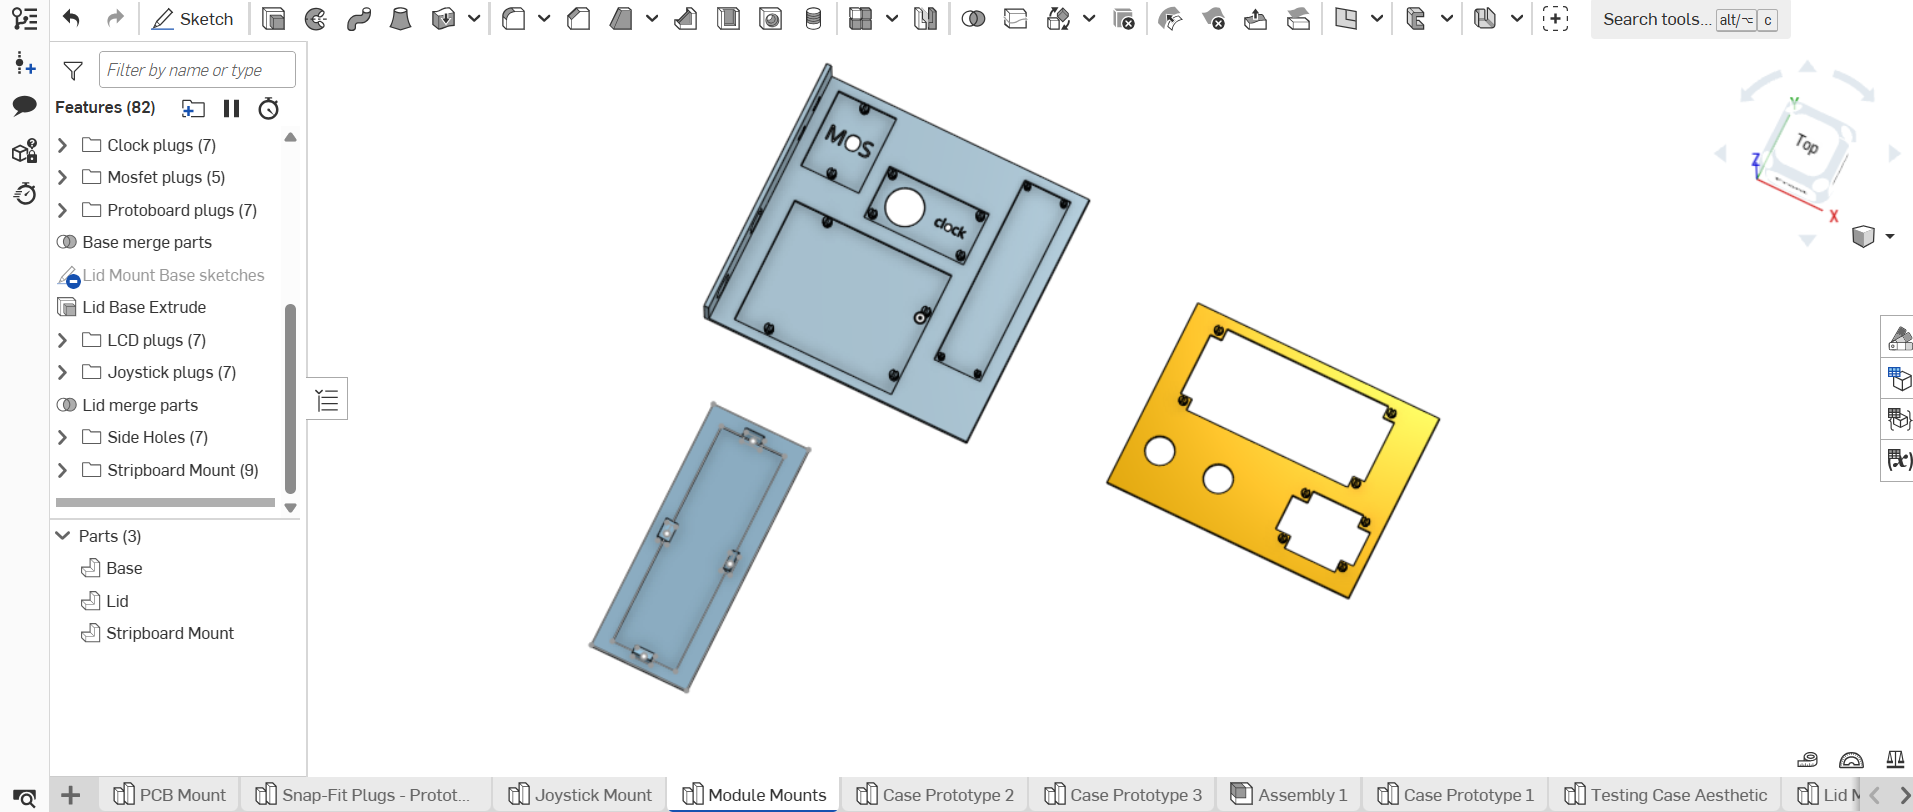 Sketch
Search tools... alt/⌥ c
Filter by name or type
Features (82)
Clock plugs (7)
Mosfet plugs (5)
Protoboard plugs (7)
Base merge parts
Lid Mount Base sketches
Lid Base Extrude
LCD plugs (7)
Joystick plugs (7)
Lid merge parts
Side Holes (7)
Stripboard Mount (9)
Parts (3)
Base
Lid
Stripboard Mount
MOS
clock
Y
Top
Z
Front
X
(x)
PCB Mount
Snap-Fit Plugs - Protot...
Joystick Mount
Module Mounts
Case Prototype 2
Case Prototype 3
Assembly 1
Case Prototype 1
Testing Case Aesthetic
Lid